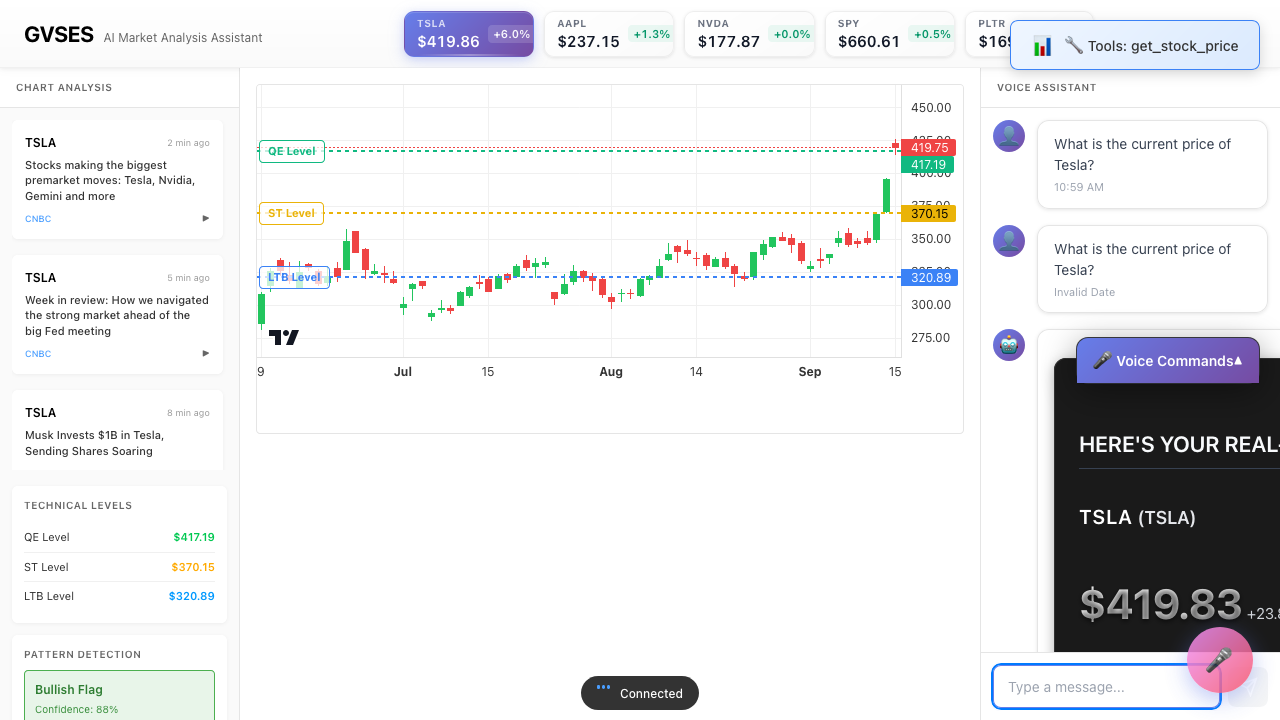 GVSES AI Market Analysis Assistant
TSLA
$419.86 +6.0%
AAPL
$237.15 +1.3%
NVDA
$177.87 +0.0%
SPY
$660.61 +0.5%
PLTR
Tools: get_stock_price
CHART ANALYSIS
TSLA 2 min ago
Stocks making the biggest
premarket moves: Tesla, Nvidia,
Gemini and more
CNBC
TSLA 5 min ago
Week in review: How we navigated
the strong market ahead of the
big Fed meeting
CNBC
TSLA 8 min ago
Musk Invests $1B in Tesla,
Sending Shares Soaring
TECHNICAL LEVELS
QE Level $417.19
ST Level $370.15
LTB Level $320.89
PATTERN DETECTION
Bullish Flag
Confidence: 88%
QE Level
ST Level
LTB Level
450.00
419.75
417.19
400.00
370.15
350.00
320.89
300.00
275.00
9 Jul 15 Aug 14 Sep 15
Connected
VOICE ASSISTANT
What is the current price of
Tesla?
10:59 AM
What is the current price of
Tesla?
Invalid Date
Voice Commands▲
HERE'S YOUR REAL-
TSLA (TSLA)
$419.83 +23.8
Type a message...